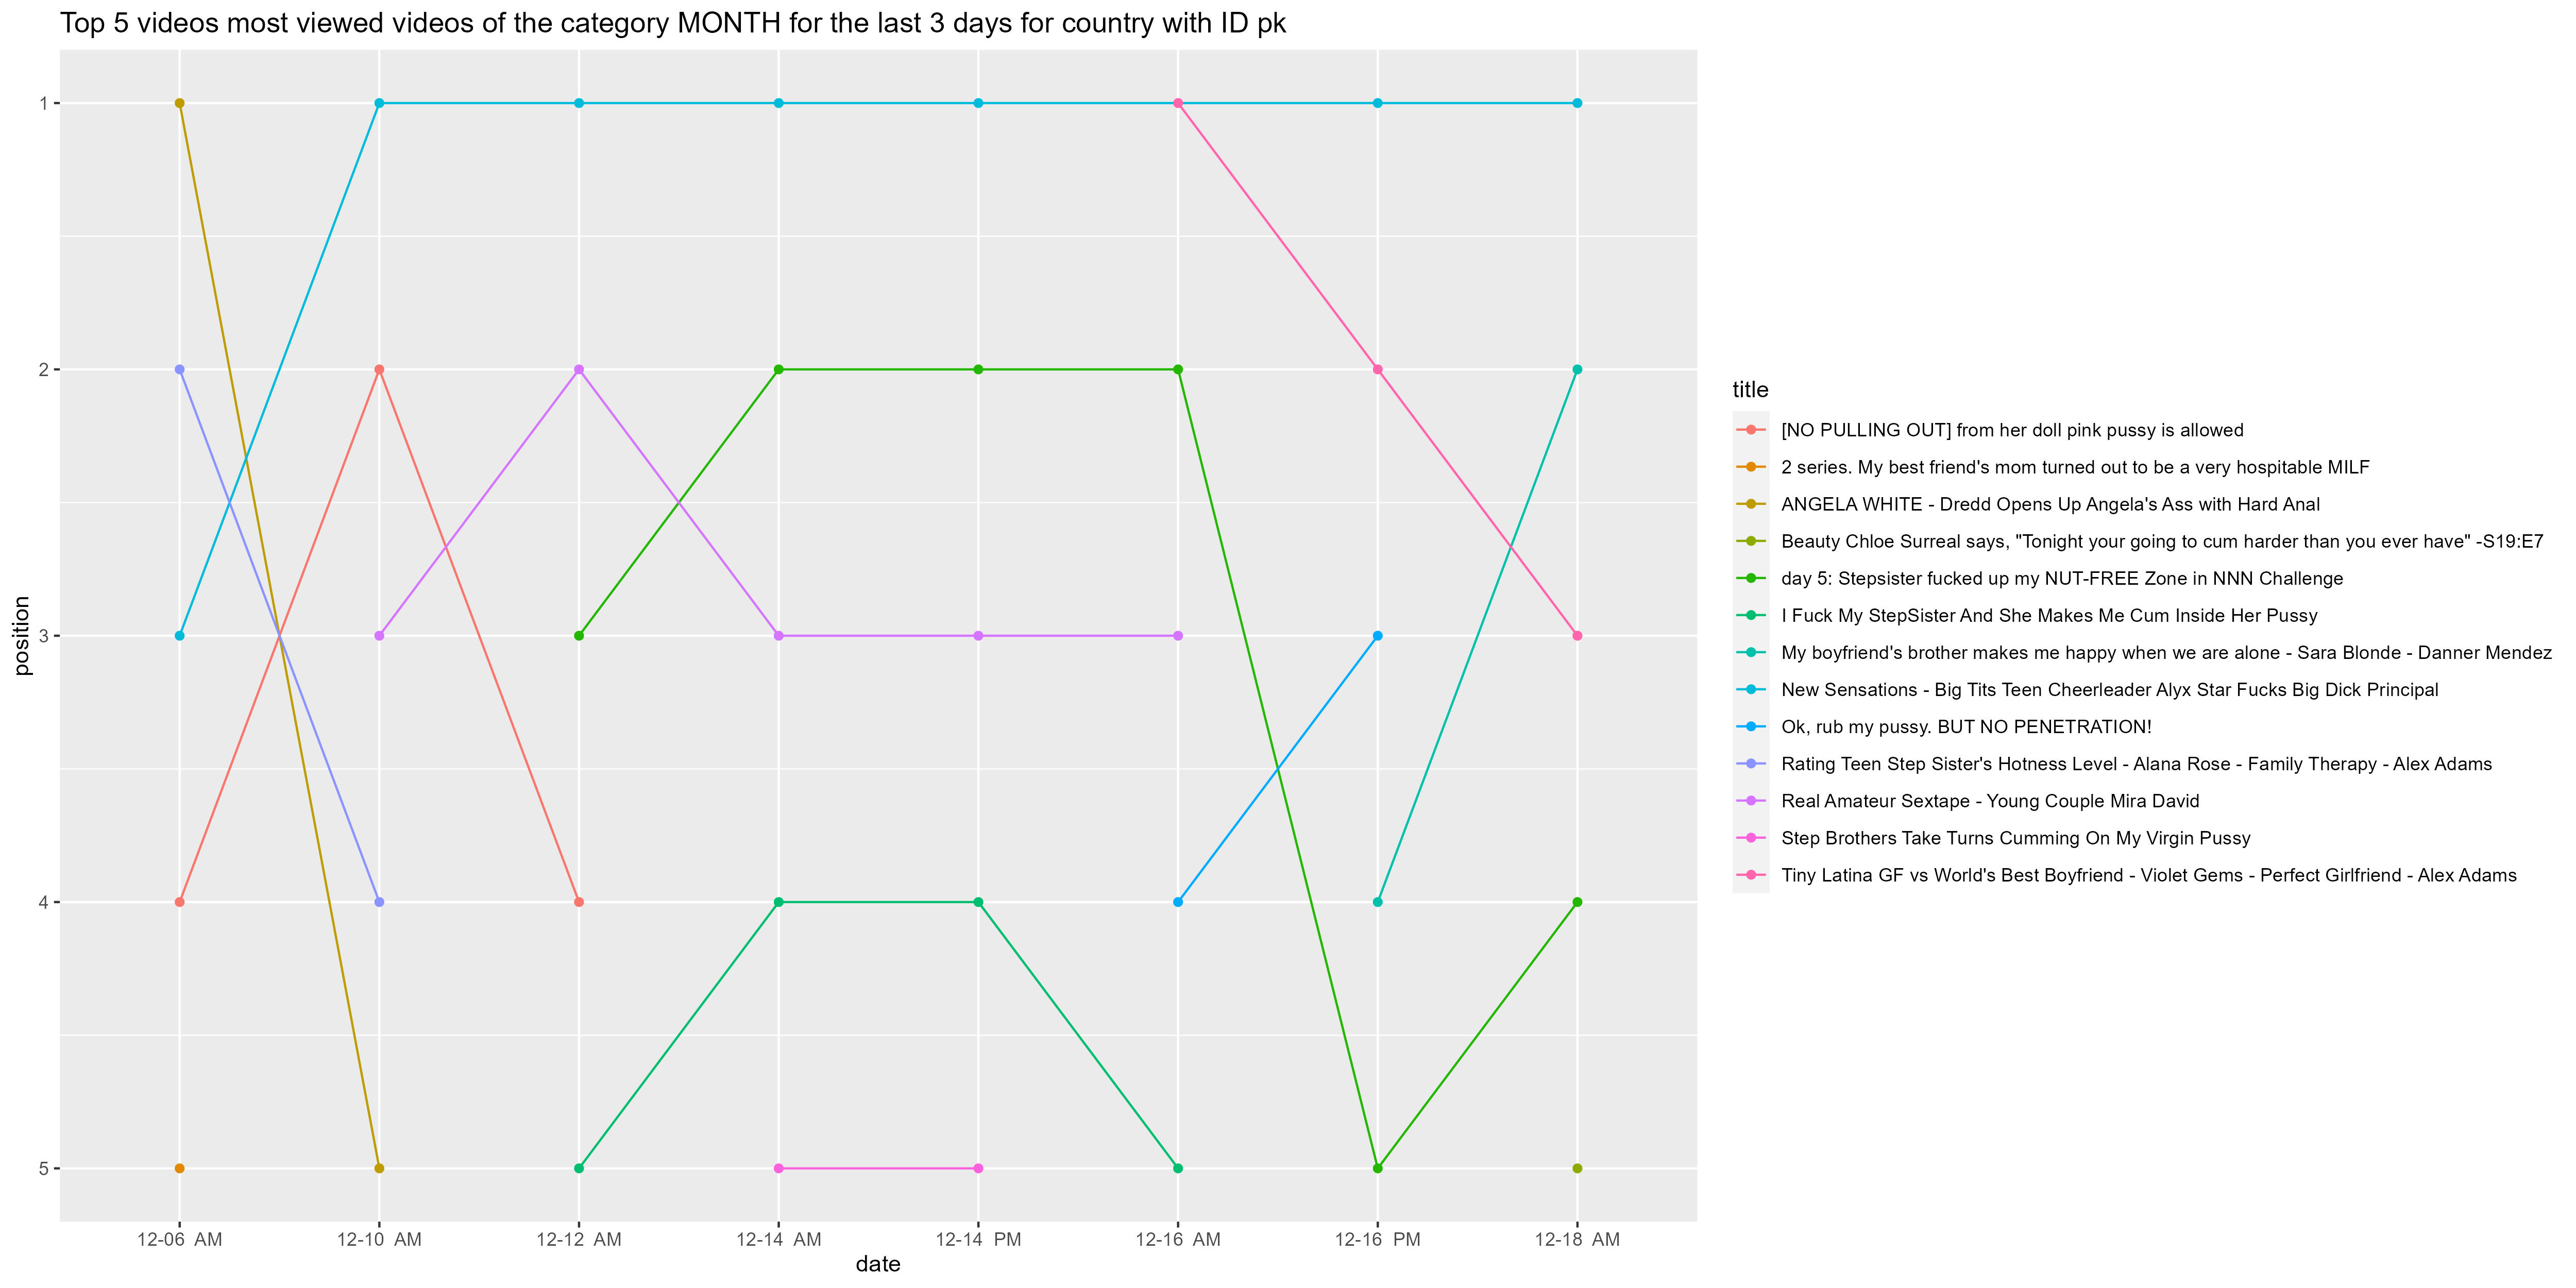 Top 5 videos most viewed videos of the category MONTH for the last 3 days for country with ID pk
position
1
2
3
4
5
12-06 AM
12-10 AM
12-12 AM
12-14 AM
12-14 PM
12-16 AM
12-16 PM
12-18 AM
date
title
[NO PULLING OUT] from her doll pink pussy is allowed
2 series. My best friend's mom turned out to be a very hospitable MILF
ANGELA WHITE - Dredd Opens Up Angela's Ass with Hard Anal
Beauty Chloe Surreal says, "Tonight your going to cum harder than you ever have" -S19:E7
day 5: Stepsister fucked up my NUT-FREE Zone in NNN Challenge
I Fuck My StepSister And She Makes Me Cum Inside Her Pussy
My boyfriend's brother makes me happy when we are alone - Sara Blonde - Danner Mendez
New Sensations - Big Tits Teen Cheerleader Alyx Star Fucks Big Dick Principal
Ok, rub my pussy. BUT NO PENETRATION!
Rating Teen Step Sister's Hotness Level - Alana Rose - Family Therapy - Alex Adams
Real Amateur Sextape - Young Couple Mira David
Step Brothers Take Turns Cumming On My Virgin Pussy
Tiny Latina GF vs World's Best Boyfriend - Violet Gems - Perfect Girlfriend - Alex Adams